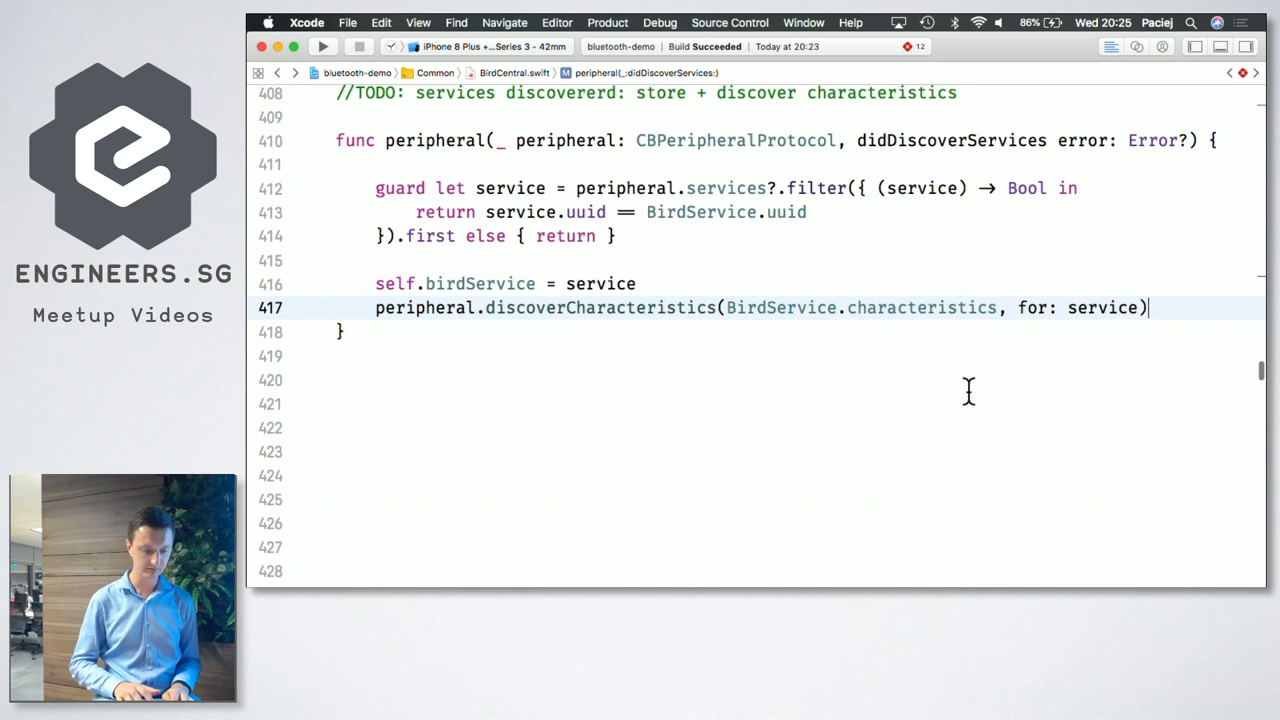 Xcode File Edit View Find Navigate Editor Product Debug Source Control Window Help 86% Wed 20:25 Paciej
iPhone 8 Plus +...Series 3 - 42mm bluetooth-demo | Build Succeeded | Today at 20:23 12
bluetooth-demo Common BirdCentral.swift M peripheral(_:didDiscoverServices:)
408 //TODO: services discovererd: store + discover characteristics
409
410 func peripheral(_ peripheral: CBPeripheralProtocol, didDiscoverServices error: Error?) {
411
412 guard let service = peripheral.services?.filter({ (service) → Bool in
413 return service.uuid == BirdService.uuid
414 }).first else { return }
415
416 self.birdService = service
417 peripheral.discoverCharacteristics(BirdService.characteristics, for: service)
418 }
419
420
421
422
423
424
425
426
427
428
ENGINEERS.SG
Meetup Videos